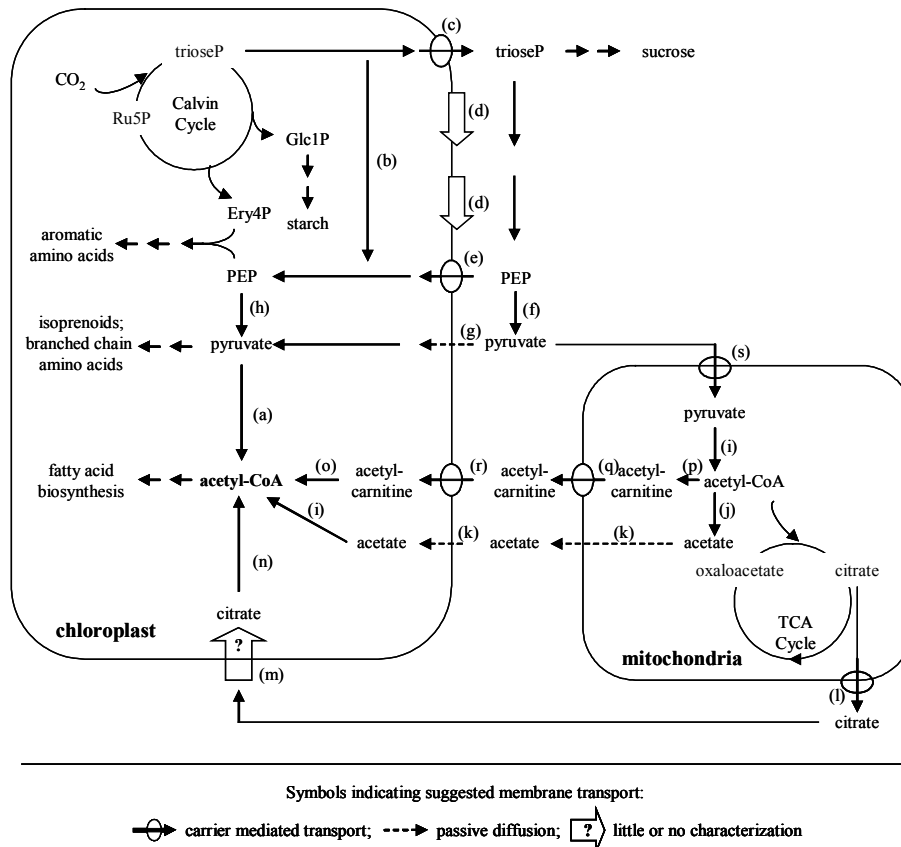 (c)
trioseP
trioseP
sucrose
CO2
Ru5P
Calvin
Cycle
(d)
Glc1P
(b)
(d)
Ery4P
starch
aromatic
amino acids
(e)
PEP
PEP
(h)
(f)
isoprenoids;
branched chain
amino acids
pyruvate
(g)
pyruvate
(s)
pyruvate
(a)
(i)
fatty acid
biosynthesis
acetyl-CoA
(o)
acetyl-
carnitine
(r)
acetyl-
carnitine
(q)
acetyl-
carnitine
(p)
acetyl-CoA
(i)
(j)
acetate
(k)
acetate
(k)
acetate
(n)
oxaloacetate
citrate
citrate
chloroplast
?
TCA
Cycle
mitochondria
(m)
(l)
citrate
Symbols indicating suggested membrane transport:
carrier mediated transport;
passive diffusion;
?
little or no characterization